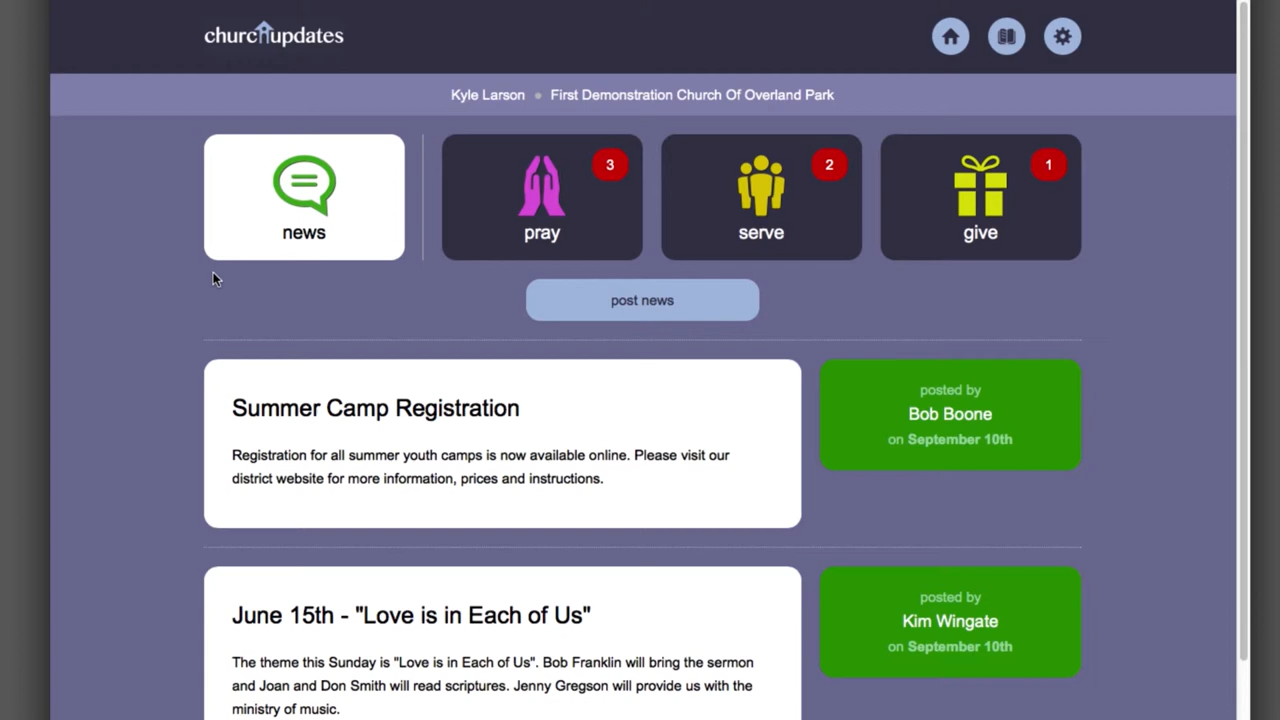 churchupdates
Kyle Larson • First Demonstration Church Of Overland Park
news
3
pray
2
serve
1
give
post news
Summer Camp Registration
Registration for all summer youth camps is now available online. Please visit our
district website for more information, prices and instructions.
posted by
Bob Boone
on September 10th
June 15th - "Love is in Each of Us"
The theme this Sunday is "Love is in Each of Us". Bob Franklin will bring the sermon
and Joan and Don Smith will read scriptures. Jenny Gregson will provide us with the
ministry of music.
posted by
Kim Wingate
on September 10th